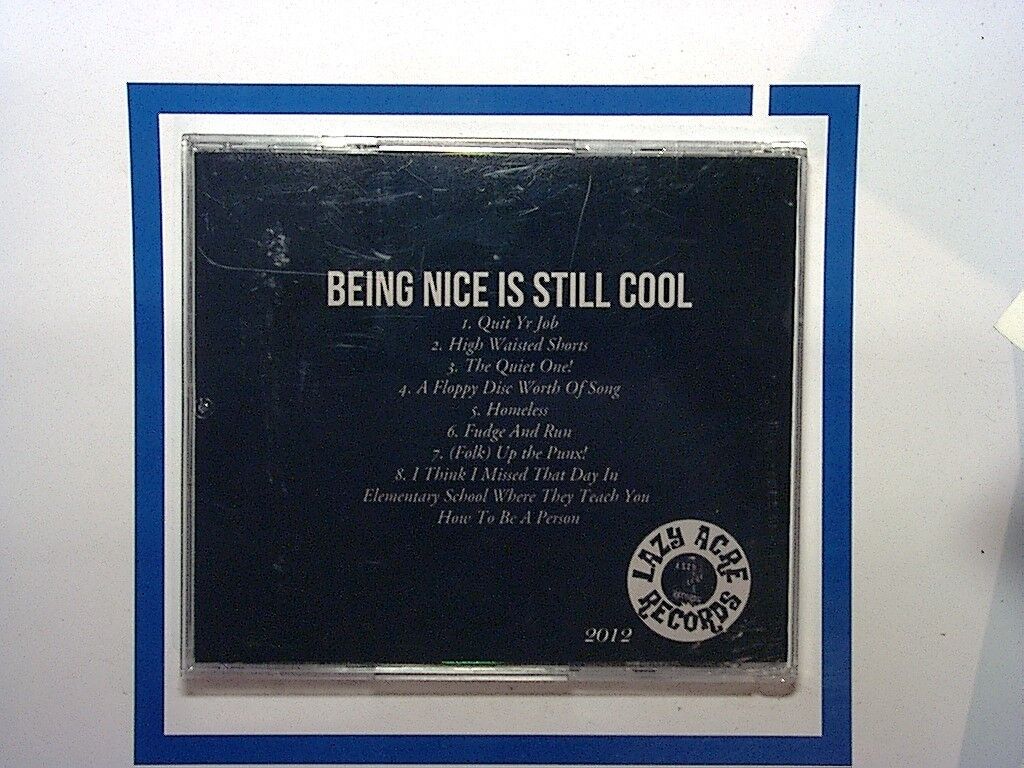 BEING NICE IS STILL COOL
1. Quit Yr Job
2. High Waisted Shorts
3. The Quiet One!
4. A Floppy Disc Worth Of Song
5. Homeless
6. Fudge And Run
7. (Folk) Up the Punx!
8. I Think I Missed That Day In
Elementary School Where They Teach You
How To Be A Person
LAZY ACRE
RECORDS
2012